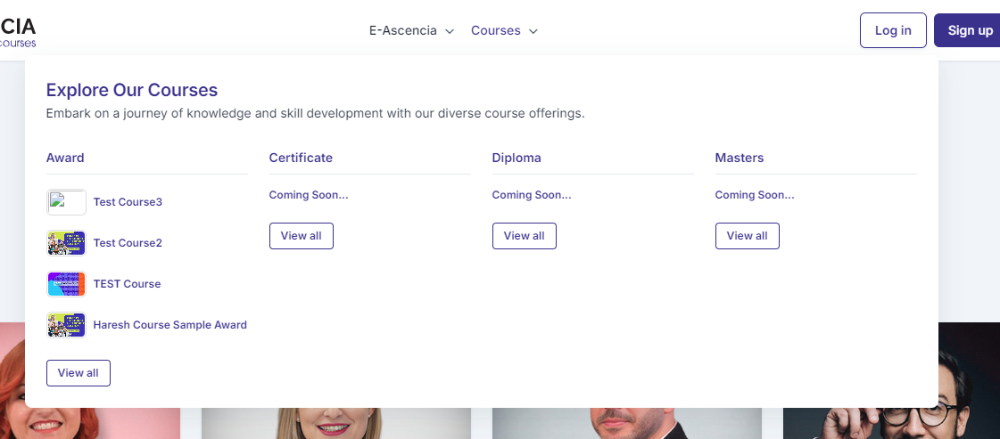 CIA
courses
E-Ascencia
Courses
Log in
Sign up
Explore Our Courses
Embark on a journey of knowledge and skill development with our diverse course offerings.
Award
Certificate
Diploma
Masters
Test Course3
Coming Soon...
Coming Soon...
Coming Soon...
Test Course2
View all
View all
View all
TEST Course
Haresh Course Sample Award
View all